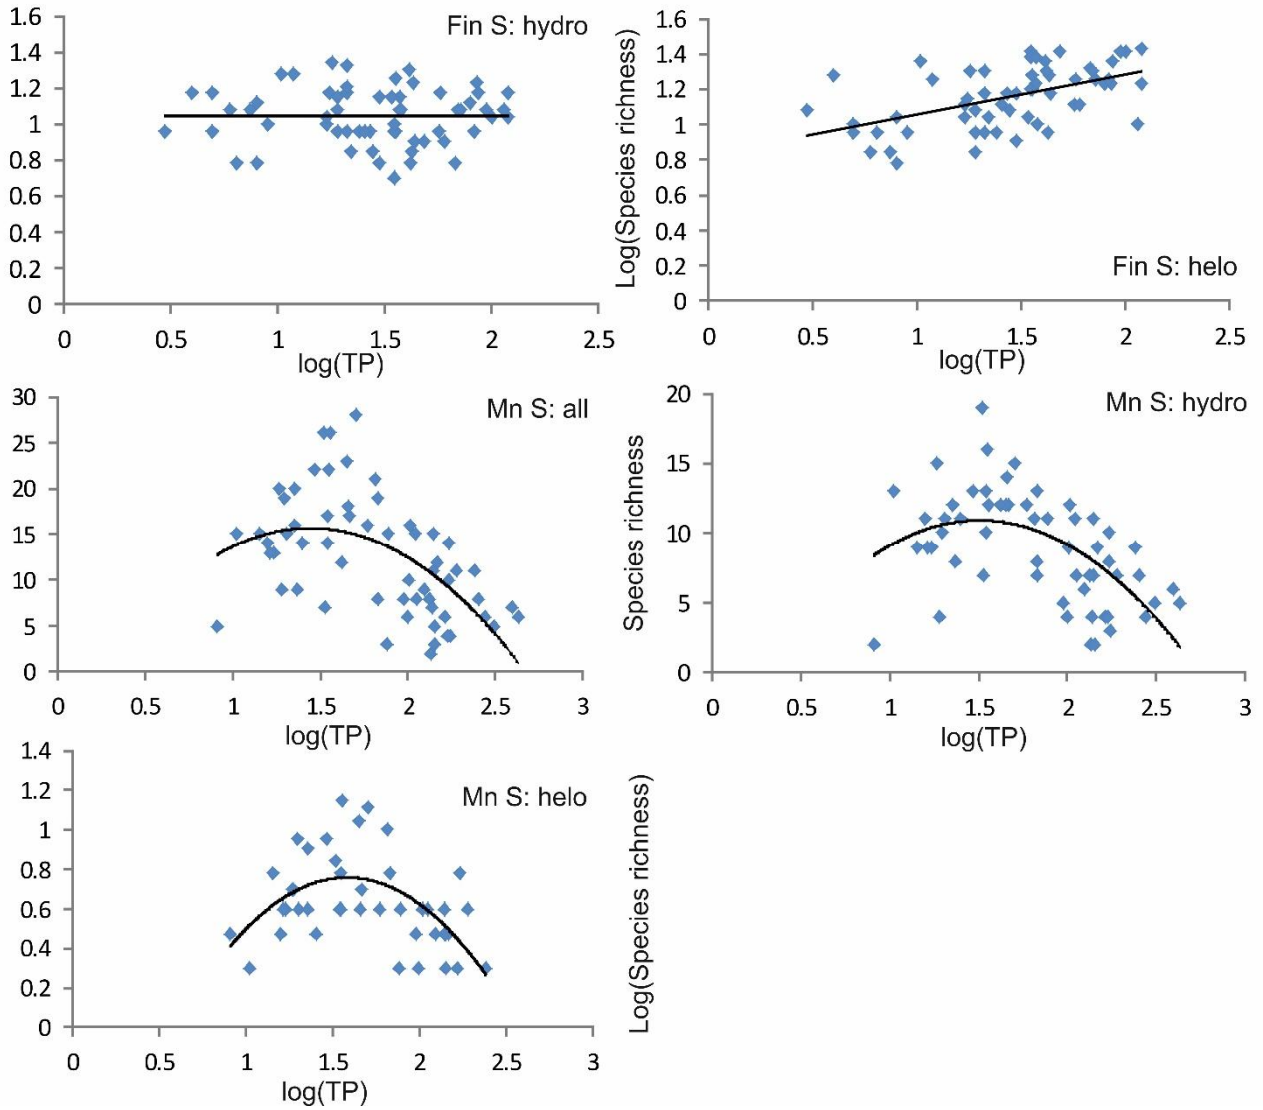 Fin S: hydro
1.6
1.4
1.2
1
0.8
0.6
0.4
0.2
0
0 0.5 1 1.5 2 2.5
log(TP)
Log(Species richness)
Fin S: helo
1.6
1.4
1.2
1
0.8
0.6
0.4
0.2
0
0 0.5 1 1.5 2 2.5
log(TP)
Mn S: all
30
25
20
15
10
5
0
0 0.5 1 1.5 2 2.5 3
log(TP)
Species richness
Mn S: hydro
20
15
10
5
0
0 0.5 1 1.5 2 2.5 3
log(TP)
Mn S: helo
1.4
1.2
1
0.8
0.6
0.4
0.2
0
0 0.5 1 1.5 2 2.5 3
log(TP)
Log(Species richness)